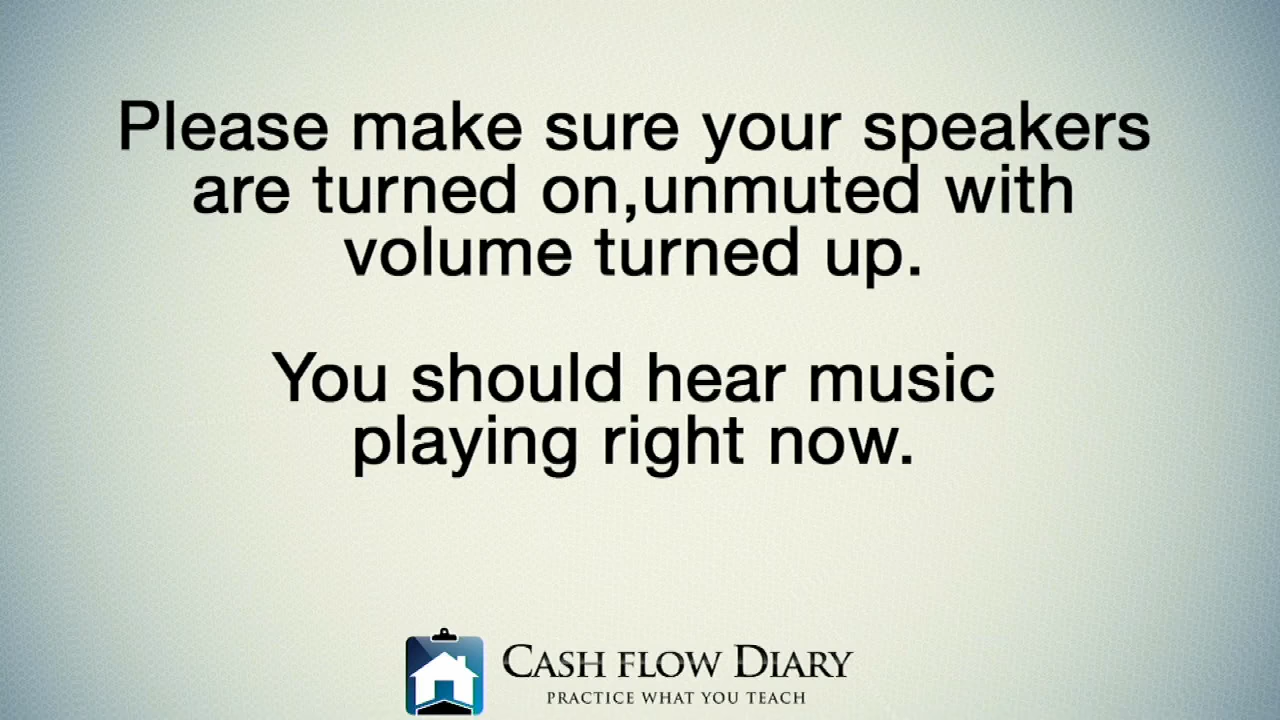 Please make sure your speakers
are turned on,unmuted with
volume turned up.
You should hear music
playing right now.
CASH FLOW DIARY
PRACTICE WHAT YOU TEACH